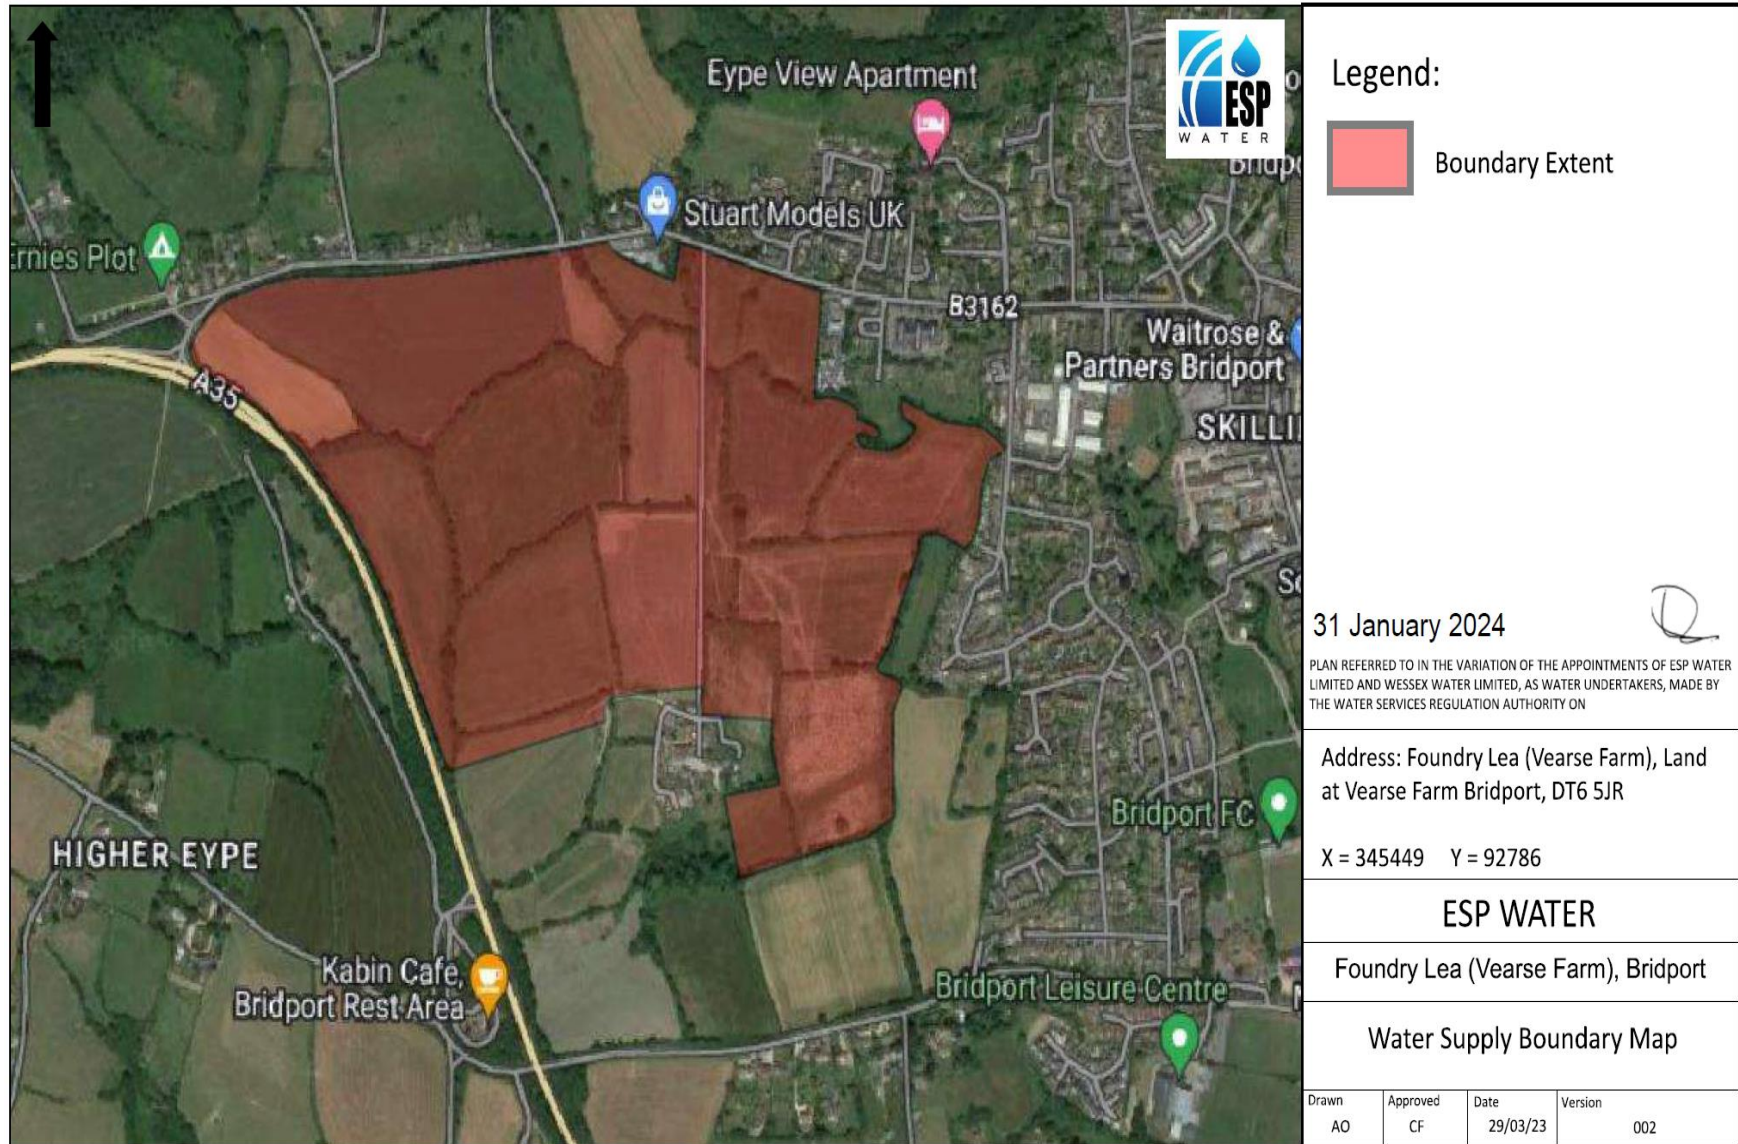 Eype View Apartment
ESP
WATER
Stuart Models UK
Ernies Plot
B3162
Waitrose &
Partners Bridport
A35
SKILLI
HIGHER EYPE
Bridport FC
Kabin Cafe,
Bridport Rest Area
Bridport Leisure Centre
Legend:
Boundary Extent
31 January 2024
PLAN REFERRED TO IN THE VARIATION OF THE APPOINTMENTS OF ESP WATER
LIMITED AND WESSEX WATER LIMITED, AS WATER UNDERTAKERS, MADE BY
THE WATER SERVICES REGULATION AUTHORITY ON
Address: Foundry Lea (Vearse Farm), Land
at Vearse Farm Bridport, DT6 5JR
X = 345449 Y = 92786
ESP WATER
Foundry Lea (Vearse Farm), Bridport
Water Supply Boundary Map
Drawn Approved Date Version
AO CF 29/03/23 002